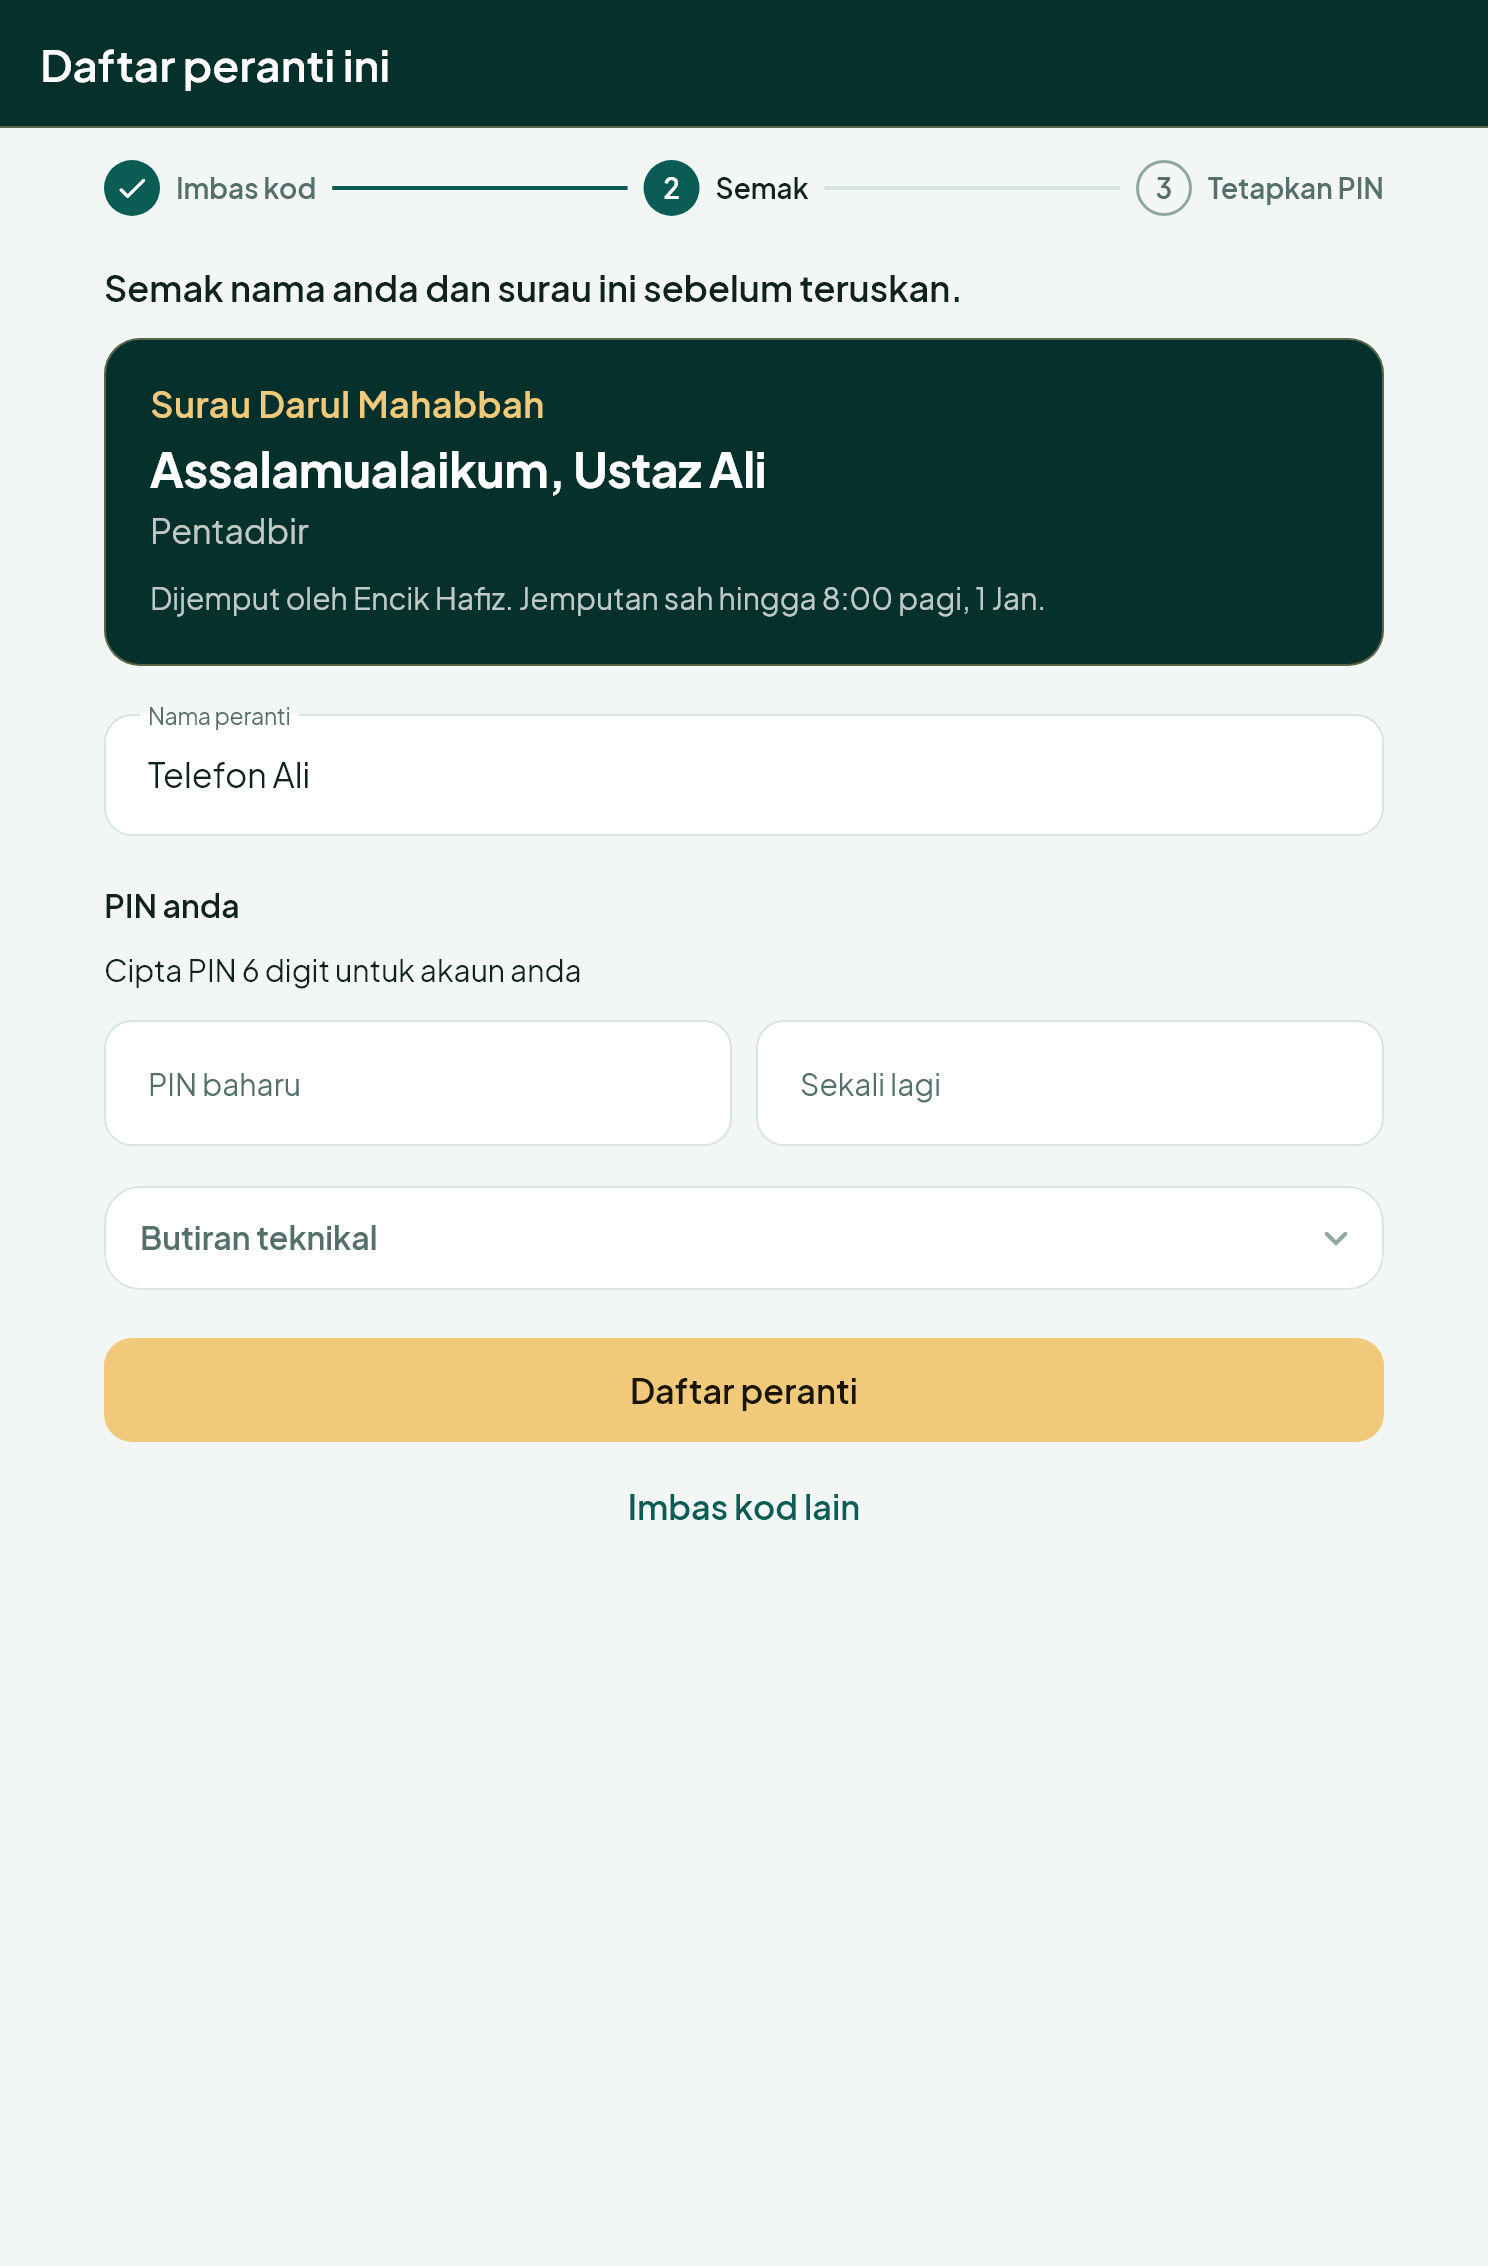 Daftar peranti ini
Imbas kod
2 Semak
3 Tetapkan PIN
Semak nama anda dan surau ini sebelum teruskan.
Surau Darul Mahabbah
Assalamualaikum, Ustaz Ali
Pentadbir
Dijemput oleh Encik Hafiz. Jemputan sah hingga 8:00 pagi, 1 Jan.
Nama peranti
Telefon Ali
PIN anda
Cipta PIN 6 digit untuk akaun anda
PIN baharu
Sekali lagi
Butiran teknikal
Daftar peranti
Imbas kod lain